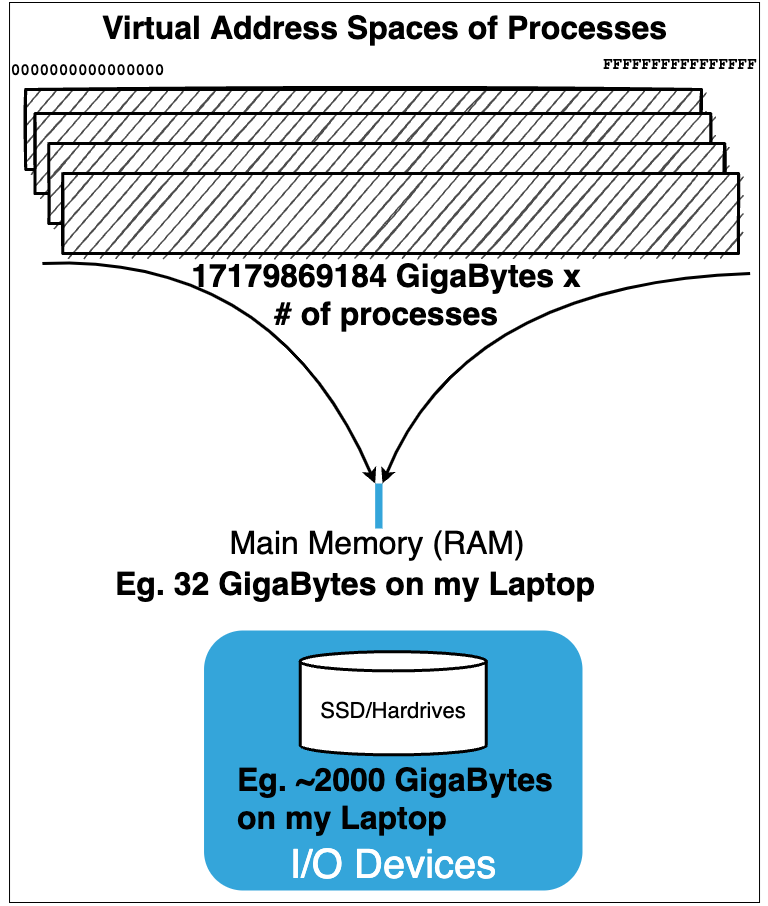 Virtual Address Spaces of Processes
0000000000000000
FFFFFFFFFFFFFFFF
17179869184 GigaBytes x
# of processes
Main Memory (RAM)
Eg. 32 GigaBytes on my Laptop
SSD/Hardrives
Eg. ~2000 GigaBytes
on my Laptop
I/O Devices